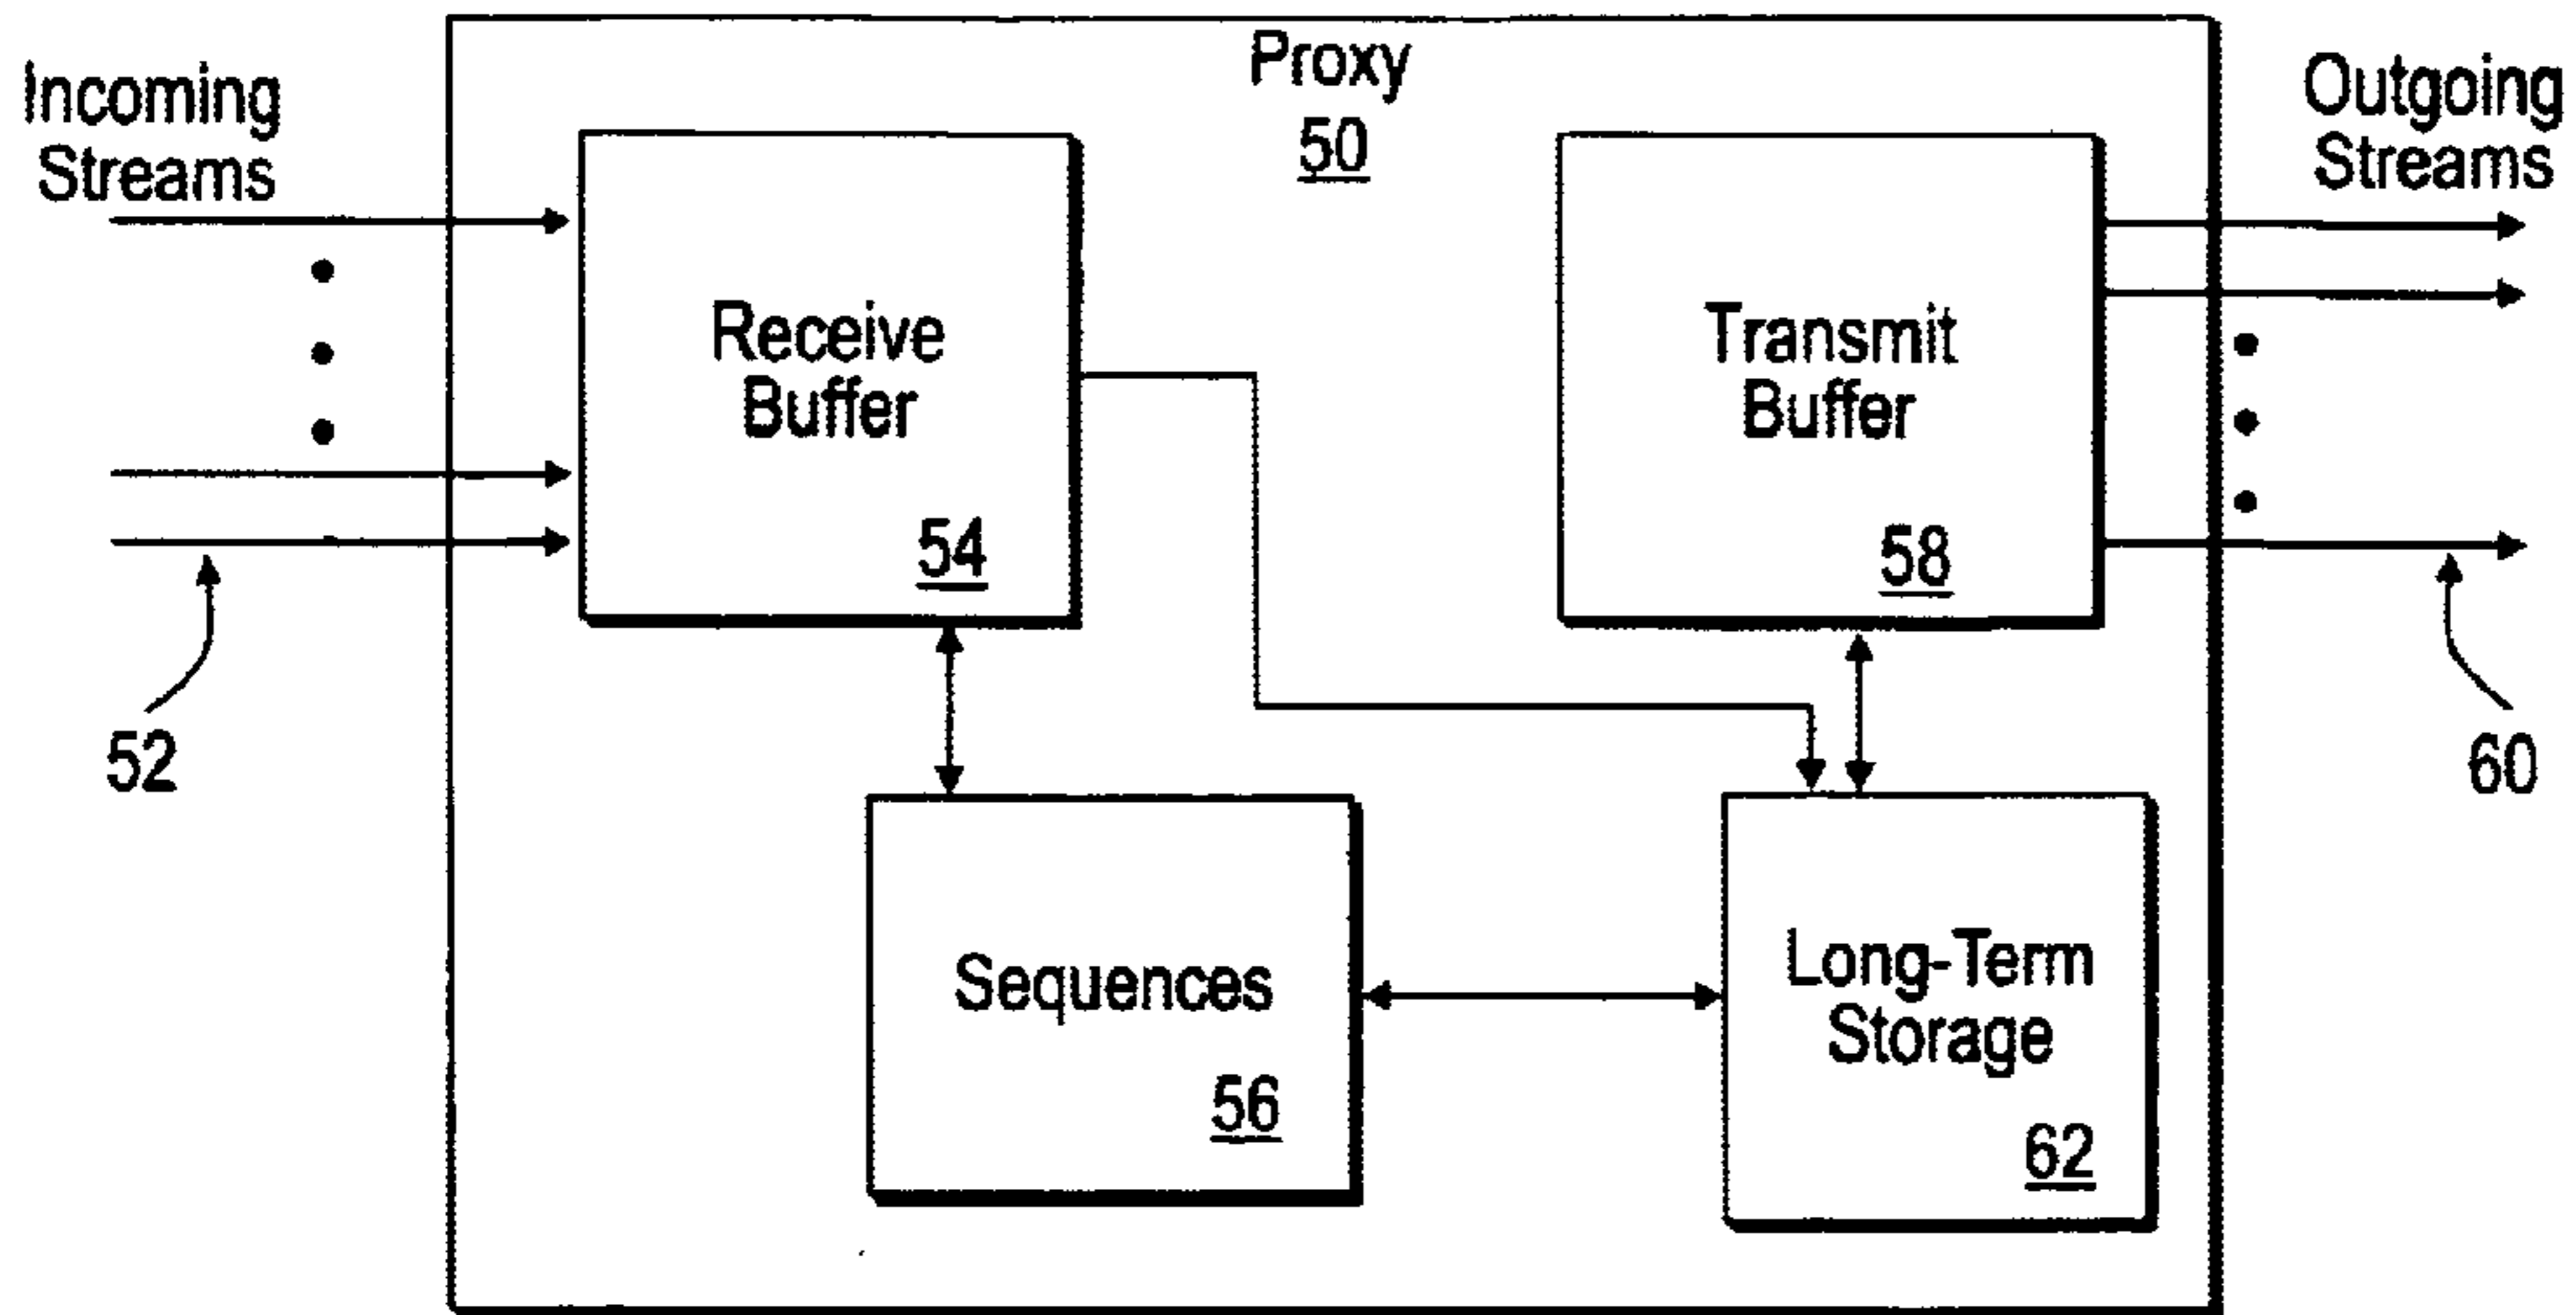 Proxy
50
Incoming
Streams
Outgoing
Streams
Receive
Buffer
54
Transmit
Buffer
58
52
60
Sequences
56
Long-Term
Storage
62